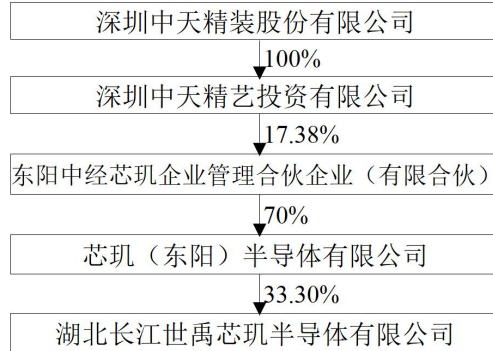 深圳中天精装股份有限公司
100%
深圳中天精艺投资有限公司
17.38%
东阳中经芯玑企业管理合伙企业（有限合伙）
70%
芯玑（东阳）半导体有限公司
33.30%
湖北长江世禹芯玑半导体有限公司